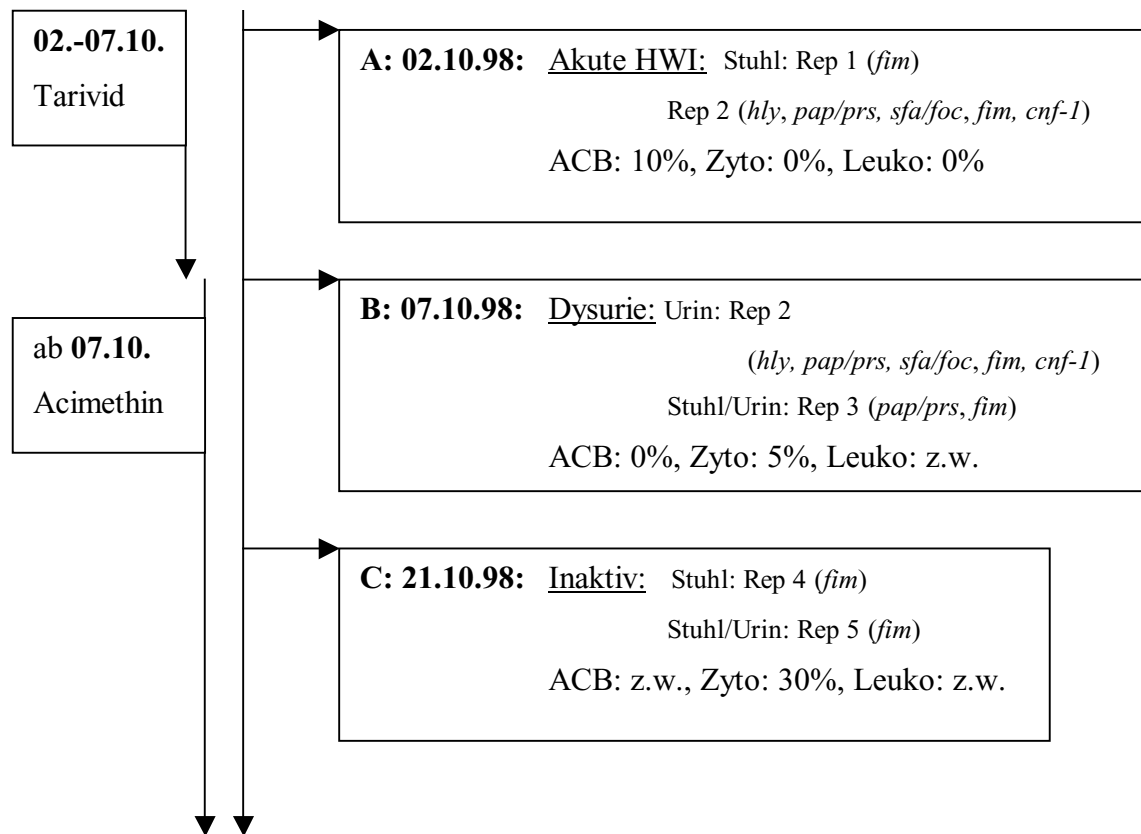 02.-07.10.
Tarivid
A: 02.10.98: Akute HWI: Stuhl: Rep 1 (fim)
Rep 2 (hly, pap/prs, sfa/foc, fim, cnf-1)
ACB: 10%, Zyto: 0%, Leuko: 0%
ab 07.10.
Acimethin
B: 07.10.98: Dysurie: Urin: Rep 2
(hly, pap/prs, sfa/foc, fim, cnf-1)
Stuhl/Urin: Rep 3 (pap/prs, fim)
ACB: 0%, Zyto: 5%, Leuko: z.w.
C: 21.10.98: Inaktiv: Stuhl: Rep 4 (fim)
Stuhl/Urin: Rep 5 (fim)
ACB: z.w., Zyto: 30%, Leuko: z.w.